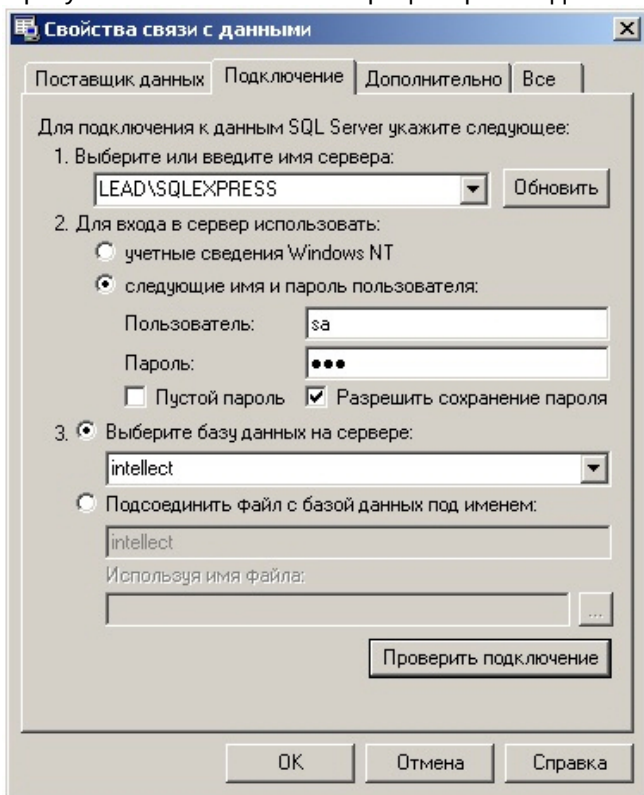 Свойства связи с данными
Поставщик данных Подключение Дополнительно Все
Для подключения к данным SQL Server укажите следующее:
1. Выберите или введите имя сервера:
LEAD\SQLEXPRESS Обновить
2. Для входа в сервер использовать:
учетные сведения Windows NT
следующие имя и пароль пользователя:
Пользователь: sa
Пароль: •••
Пустой пароль Разрешить сохранение пароля
3. Выберите базу данных на сервере:
intellect
Подсоединить файл с базой данных под именем:
intellect
Используя имя файла:
...
Проверить подключение
OK Отмена Справка